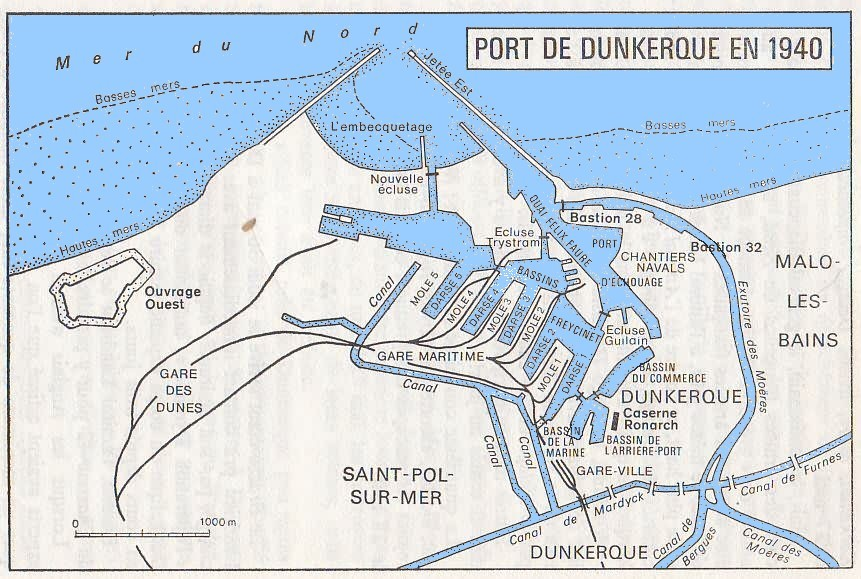 PORT DE DUNKERQUE EN 1940
Mer du Nord
Jetée Est
Basses mers
Basses mers
L'embecquetage
Nouvelle
écluse
Hautes mers
Hautes mers
QUAI FELIX FAURE
Bastion 28
Ecluse
Trystram
PORT
D'ECHOUAGE
CHANTIERS
NAVALS
Bastion 32
MALO-
LES-
BAINS
Exutoire des Moëres
Ouvrage
Ouest
Canal
MOLE 5
DARSE 5
MOLE 4
DARSE 4
MOLE 3
DARSE 3
MOLE 2
DARSE 2
MOLE 1
DARSE 1
BASSINS
FREYCINET
Ecluse
Guilain
GARE MARITIME
GARE
DES
DUNES
Canal
BASSIN
DU COMMERCE
DUNKERQUE
Caserne
Ronarch
BASSIN
DE LA
MARINE
BASSIN DE
L'ARRIÈRE-PORT
GARE-VILLE
Canal
Canal
SAINT-POL-
SUR-MER
Canal de Mardyck
Canal de Furnes
Canal de
Bergues
Canal des
Moëres
DUNKERQUE
0 1000 m